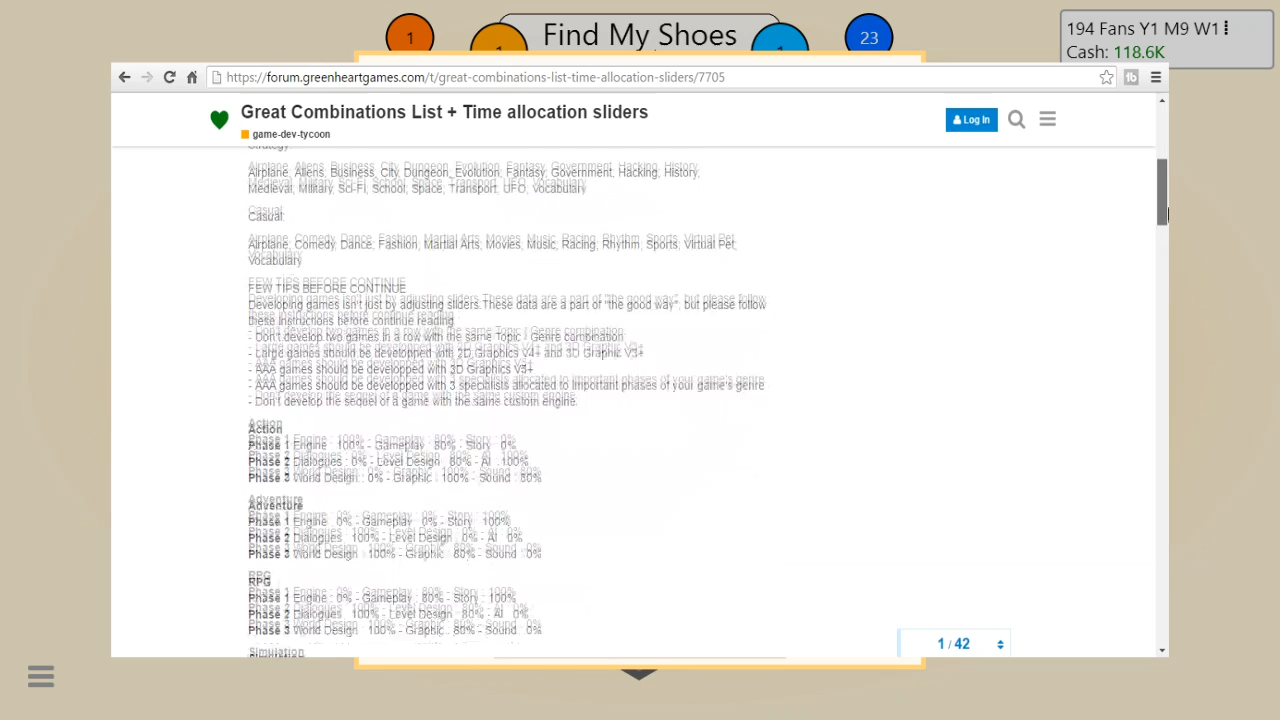 1
1
Find My Shoes
1
23
194 Fans Y1 M9 W1
Cash: 118.6K
https://forum.greenheartgames.com/t/great-combinations-list-time-allocation-sliders/7705
Great Combinations List + Time allocation sliders
game-dev-tycoon
Log In
Strategy
Airplane, Aliens, Business, City, Dungeon, Evolution, Fantasy, Government, Hacking, History,
Medieval, Military, Sci-Fi, School, Space, Transport, UFO, Vocabulary
Casual
Airplane, Comedy, Dance, Fashion, Martial Arts, Movies, Music, Racing, Rhythm, Sports, Virtual Pet,
Vocabulary
FEW TIPS BEFORE CONTINUE
Developing games isn't just by adjusting sliders.These data are a part of "the good way", but please follow
these instructions before continue reading
- Don't develop two games in a row with the same Topic / Genre combination
- Large games should be developped with 2D Graphics V4+ and 3D Graphic V3+
- AAA games should be developped with 3D Graphics V5+
- AAA games should be developped with 3 specialists allocated to important phases of your game's genre
- Don't develop the sequel of a game with the same custom engine.
Action
Phase 1 Engine : 100% - Gameplay : 80% - Story : 0%
Phase 2 Dialogues : 0% - Level Design : 80% - AI : 100%
Phase 3 World Design : 0% - Graphic : 100% - Sound : 80%
Adventure
Phase 1 Engine : 0% - Gameplay : 0% - Story : 100%
Phase 2 Dialogues : 100% - Level Design : 0% - AI : 0%
Phase 3 World Design : 100% - Graphic : 80% - Sound : 0%
RPG
Phase 1 Engine : 0% - Gameplay : 80% - Story : 100%
Phase 2 Dialogues : 100% - Level Design : 80% - AI : 0%
Phase 3 World Design : 100% - Graphic : 80% - Sound : 0%
Simulation
1 / 42